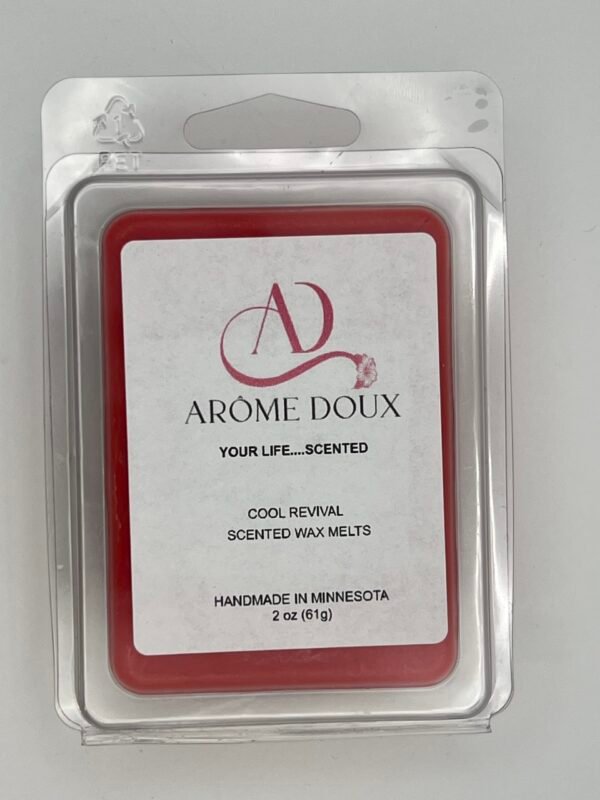 1
PET
AD
ARÔME DOUX
YOUR LIFE....SCENTED
COOL REVIVAL
SCENTED WAX MELTS
HANDMADE IN MINNESOTA
2 oz (61g)